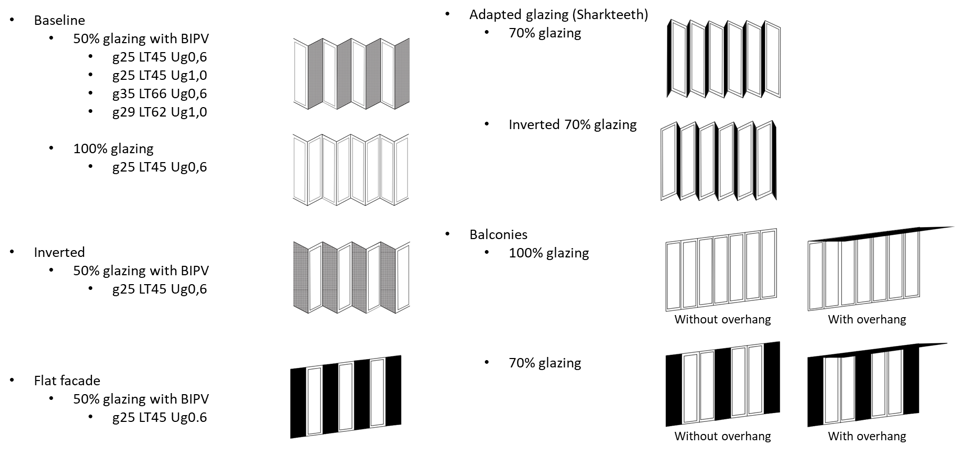 • Baseline
• 50% glazing with BIPV
• g25 LT45 Ug0,6
• g25 LT45 Ug1,0
• g35 LT66 Ug0,6
• g29 LT62 Ug1,0
• 100% glazing
• g25 LT45 Ug0,6
• Inverted
• 50% glazing with BIPV
• g25 LT45 Ug0,6
• Flat facade
• 50% glazing with BIPV
• g25 LT45 Ug0.6
• Adapted glazing (Sharkteeth)
• 70% glazing
• Inverted 70% glazing
• Balconies
• 100% glazing
Without overhang
With overhang
• 70% glazing
Without overhang
With overhang